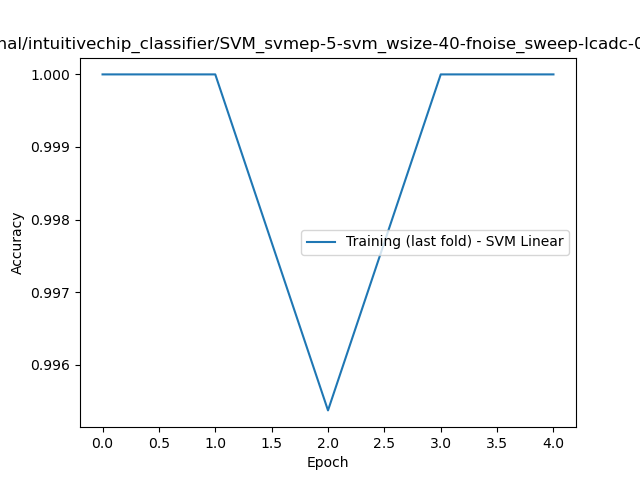 nal/intuitivechip_classifier/SVM_svmep-5-svm_wsize-40-fnoise_sweep-lcadc-0
1.000
0.999
0.998
0.997
0.996
Accuracy
Training (last fold) - SVM Linear
0.0 0.5 1.0 1.5 2.0 2.5 3.0 3.5 4.0
Epoch